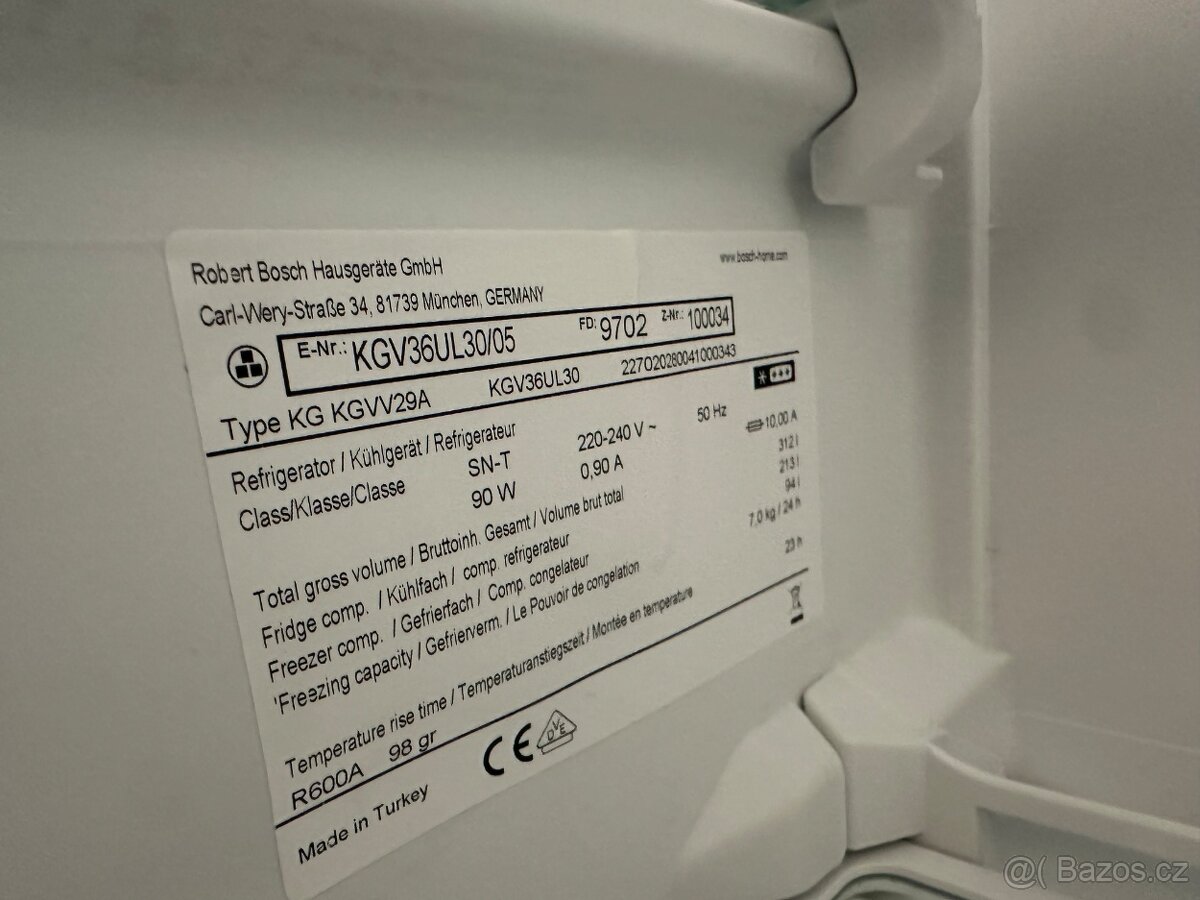 Robert Bosch Hausgeräte GmbH
www.bosch-home.com
Carl-Wery-Straße 34, 81739 München, GERMANY
E-Nr.: KGV36UL30/05 FD: 9702 Z-Nr.: 100034
Type KG KGVV29A KGV36UL30 227020280041000343
Refrigerator / Kühlgerät / Refrigerateur 220-240 V ~ 50 Hz 10,00 A
Class/Klasse/Classe SN-T 0,90 A
90 W
Total gross volume / Bruttoinh. Gesamt / Volume brut total 312 l
Fridge comp. / Kühlfach / comp. refrigerateur 213 l
Freezer comp. / Gefrierfach / Comp. congelateur 94 l
'Freezing capacity / Gefrierverm. / Le Pouvoir de congelation 7,0 kg / 24 h
Temperature rise time / Temperaturanstiegszeit / Montée en temperature 23 h
R600A 98 gr
CE
VDE
Made in Turkey
@( Bazos.cz